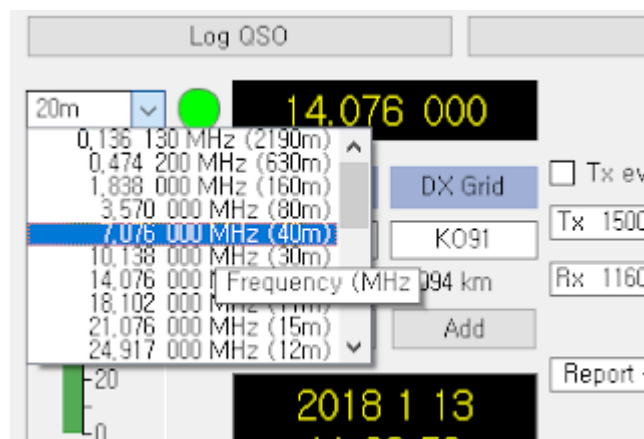 Log QSO
20m
14.076 000
0,136 130 MHz (2190m)
0,474 200 MHz (630m)
1,838 000 MHz (160m)
3,570 000 MHz (80m)
7,076 000 MHz (40m)
10,138 000 MHz (30m)
14,076 000
18,102 000 MHz
21,076 000 MHz (15m)
24,917 000 MHz (12m)
Frequency (MHz
DX Grid
KO91
km
Add
Tx
Tx 1500
Rx 1160
Report
20
0
2018 1 13